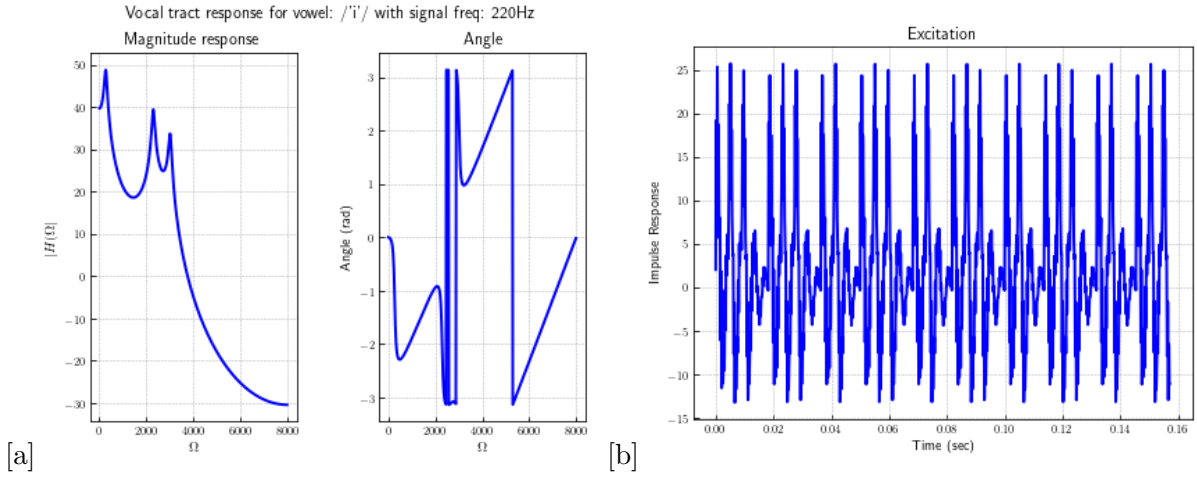 Vocal tract response for vowel: /'i'/ with signal freq: 220Hz
Magnitude response
50
40
30
20
10
0
−10
−20
−30
|H(Ω|
0 2000 4000 6000 8000
Ω
Angle
3
2
1
0
−1
−2
−3
Angle (rad)
0 2000 4000 6000 8000
Ω
[a]
Excitation
25
20
15
10
5
0
−5
−10
−15
Impulse Response
0.00 0.02 0.04 0.06 0.08 0.10 0.12 0.14 0.16
Time (sec)
[b]